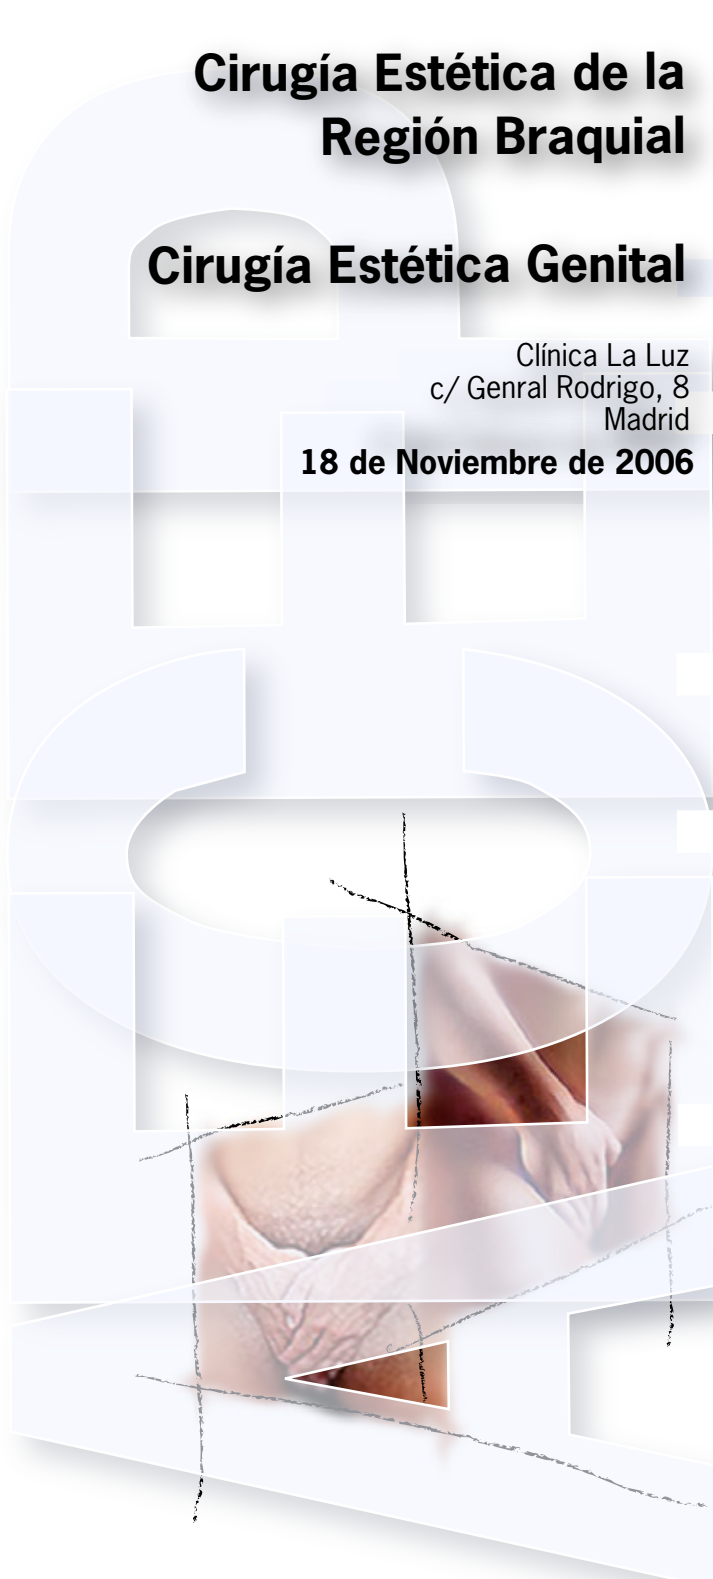 Cirugía Estética de la
Región Braquial
Cirugía Estética Genital
Clínica La Luz
c/ Genral Rodrigo, 8
Madrid
18 de Noviembre de 2006